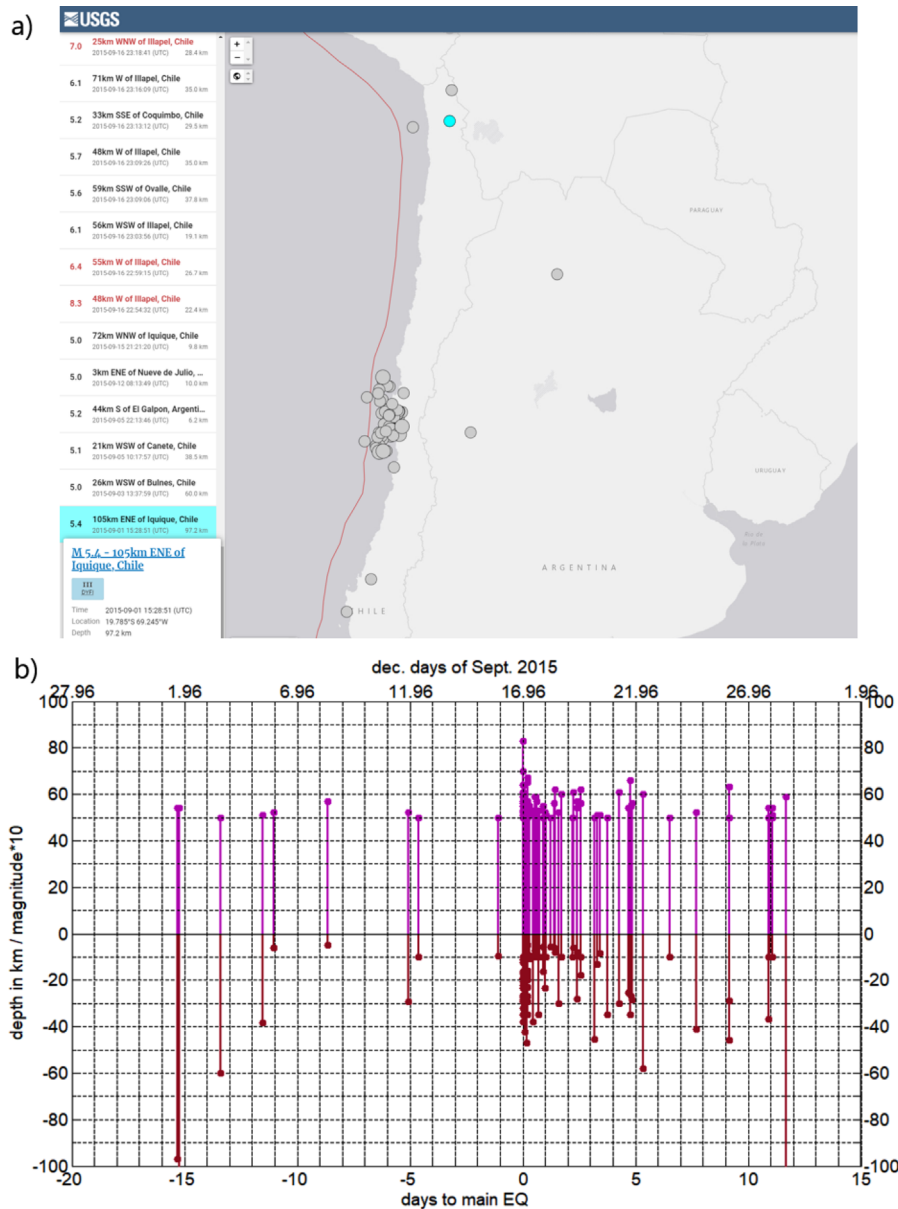 a)
USGS
7.0 25km WNW of Illapel, Chile
2015-09-16 23:18:41 (UTC) 28.4 km
6.1 71km W of Illapel, Chile
2015-09-16 23:16:09 (UTC) 35.0 km
5.2 33km SSE of Coquimbo, Chile
2015-09-16 23:13:12 (UTC) 29.5 km
5.7 48km W of Illapel, Chile
2015-09-16 23:09:26 (UTC) 35.0 km
5.6 59km SSW of Ovalle, Chile
2015-09-16 23:09:06 (UTC) 37.8 km
6.1 56km WSW of Illapel, Chile
2015-09-16 23:03:56 (UTC) 19.1 km
6.4 55km W of Illapel, Chile
2015-09-16 22:59:15 (UTC) 26.7 km
8.3 48km W of Illapel, Chile
2015-09-16 22:54:32 (UTC) 22.4 km
5.0 72km WNW of Iquique, Chile
2015-09-15 21:21:20 (UTC) 9.8 km
5.0 3km ENE of Nueve de Julio, ...
2015-09-12 08:13:49 (UTC) 10.0 km
5.2 44km S of El Galpon, Argenti...
2015-09-05 22:13:46 (UTC) 6.2 km
5.1 21km WSW of Canete, Chile
2015-09-05 10:17:57 (UTC) 38.5 km
5.0 26km WSW of Bulnes, Chile
2015-09-03 13:37:59 (UTC) 60.0 km
5.4 105km ENE of Iquique, Chile
2015-09-01 15:28:51 (UTC) 97.2 km
M 5.4 - 105km ENE of
Iquique, Chile
III
(DYFI)
Time 2015-09-01 15:28:51 (UTC)
Location 19.785°S 69.245°W
Depth 97.2 km
+
−
PARAGUAY
URUGUAY
Río de
la Plata
ARGENTINA
HILE
b)
dec. days of Sept. 2015
27.96 1.96 6.96 11.96 16.96 21.96 26.96 1.96
100 100
80 80
60 60
40 40
20 20
0 0
-20 -20
-40 -40
-60 -60
-80 -80
-100 -100
depth in km / magnitude*10
-20 -15 -10 -5 0 5 10 15
days to main EQ